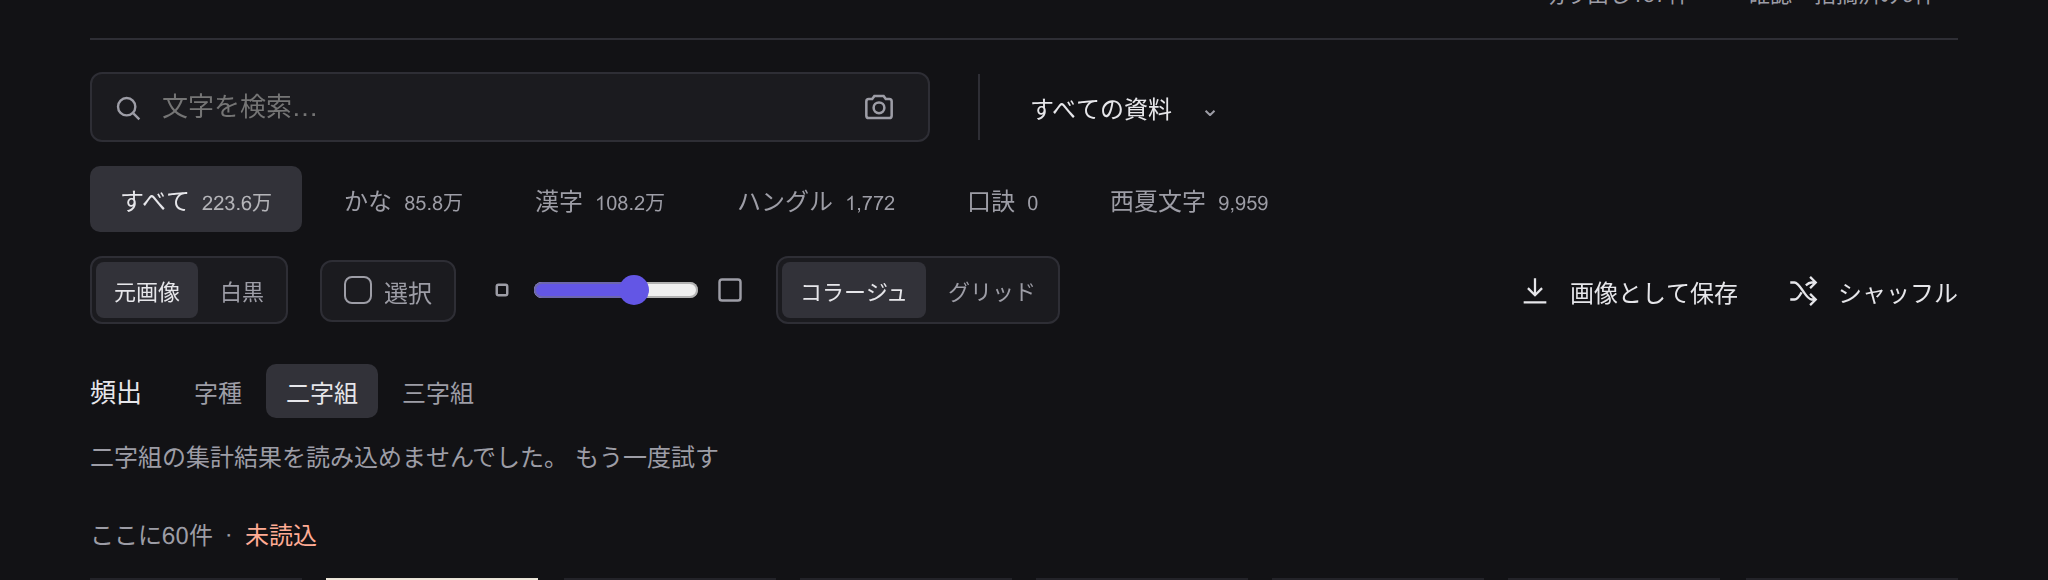 文字を検索…
すべての資料
すべて 223.6万 かな 85.8万 漢字 108.2万 ハングル 1,772 口訣 0 西夏文字 9,959
元画像 白黒 選択 コラージュ グリッド 画像として保存 シャッフル
頻出 字種 二字組 三字組
二字組の集計結果を読み込めませんでした。 もう一度試す
ここに60件 · 未読込